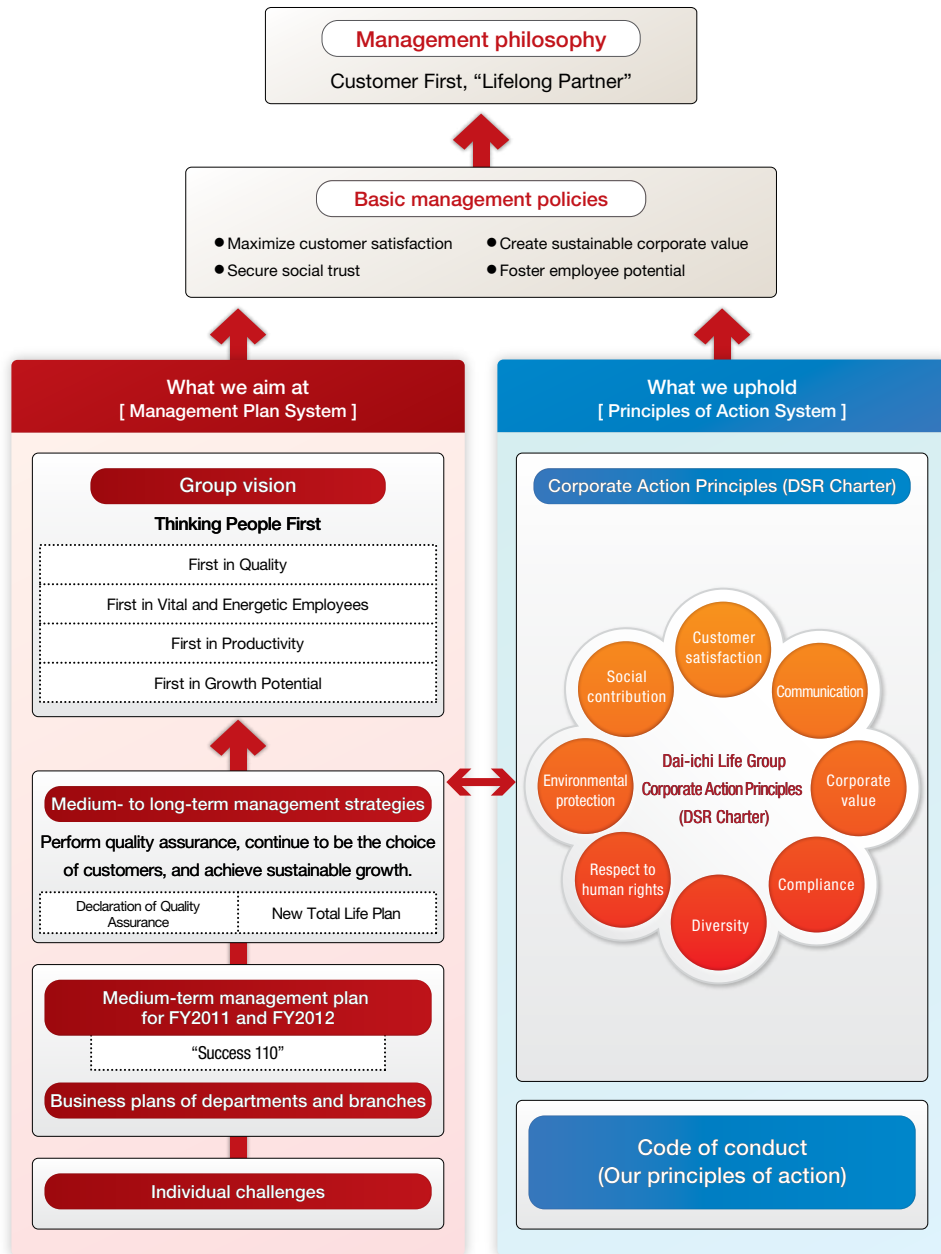 Management philosophy
Customer First, “Lifelong Partner”
Basic management policies
● Maximize customer satisfaction
● Create sustainable corporate value
● Secure social trust
● Foster employee potential
What we aim at
[ Management Plan System ]
Group vision
Thinking People First
First in Quality
First in Vital and Energetic Employees
First in Productivity
First in Growth Potential
Medium- to long-term management strategies
Perform quality assurance, continue to be the choice
of customers, and achieve sustainable growth.
Declaration of Quality
Assurance
New Total Life Plan
Medium-term management plan
for FY2011 and FY2012
“Success 110”
Business plans of departments and branches
Individual challenges
What we uphold
[ Principles of Action System ]
Corporate Action Principles (DSR Charter)
Customer
satisfaction
Communication
Corporate
value
Compliance
Diversity
Respect to
human rights
Environmental
protection
Social
contribution
Dai-ichi Life Group
Corporate Action Principles
(DSR Charter)
Code of conduct
(Our principles of action)